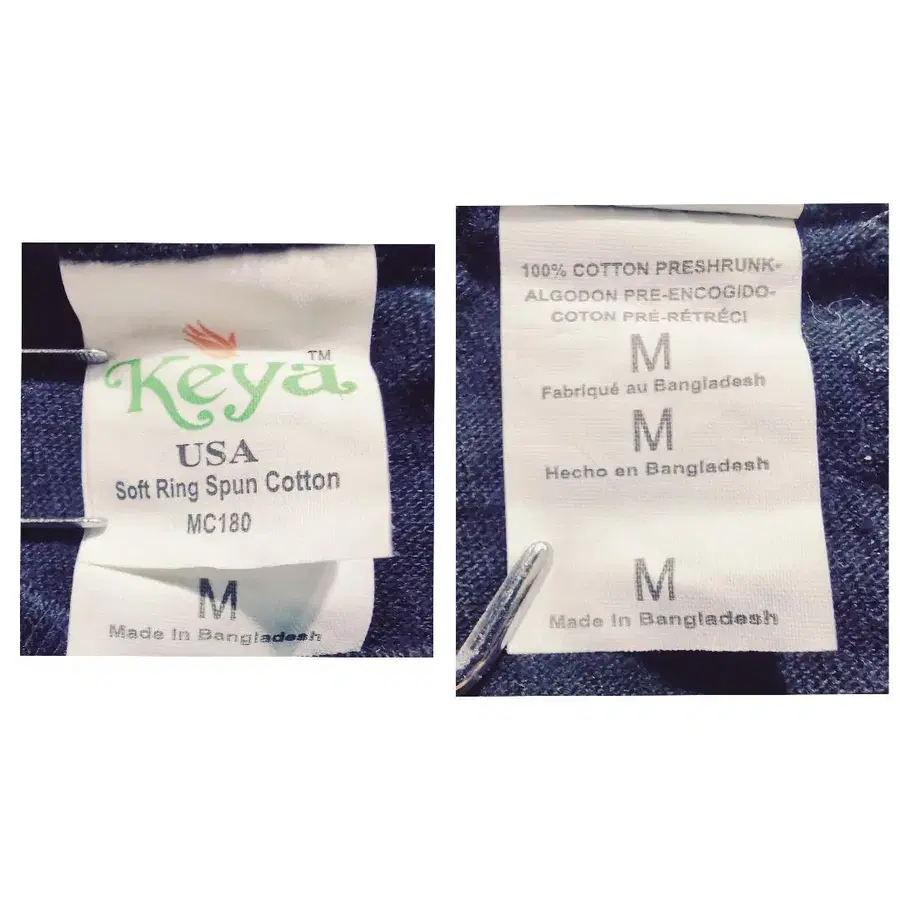 Keya™
USA
Soft Ring Spun Cotton
MC180
M
Made In Bangladesh
100% COTTON PRESHRUNK-
ALGODON PRE-ENCOGIDO-
COTON PRÉ-RÉTRÉCI
M
Fabriqué au Bangladesh
M
Hecho en Bangladesh
M
Made In Bangladesh